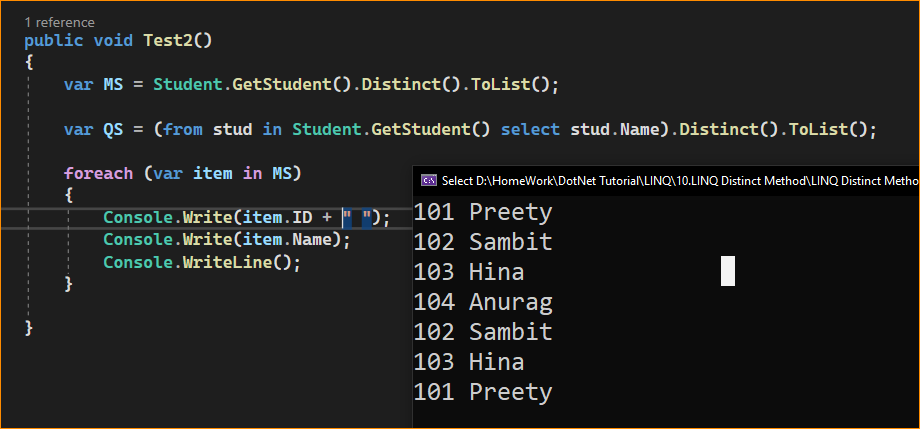 1 reference
public void Test2()
{
var MS = Student.GetStudent().Distinct().ToList();
var QS = (from stud in Student.GetStudent() select stud.Name).Distinct().ToList();
foreach (var item in MS)
{
Console.Write(item.ID + " ");
Console.Write(item.Name);
Console.WriteLine();
}
}
C:\ Select D:\HomeWork\DotNet Tutorial\LINQ\10.LINQ Distinct Method\LINQ Distinct Metho
101 Preety
102 Sambit
103 Hina
104 Anurag
102 Sambit
103 Hina
101 Preety